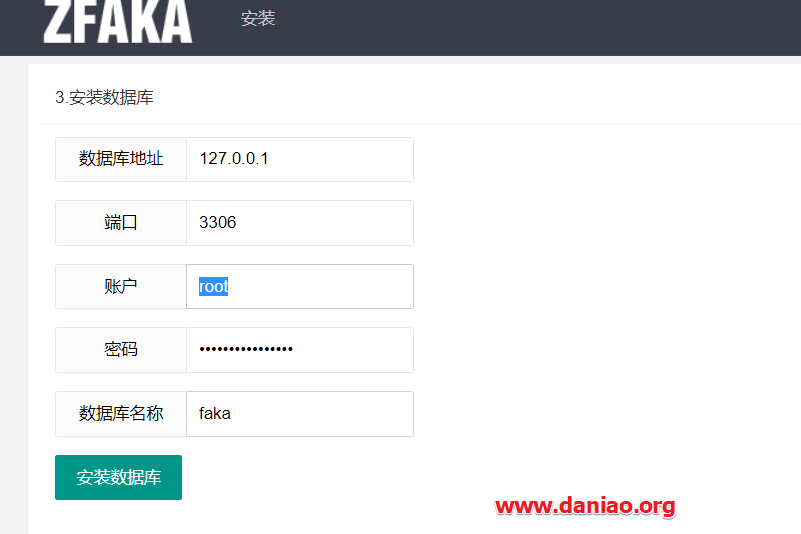 ZFAKA 安装
3.安装数据库
数据库地址 127.0.0.1
端口 3306
账户 root
密码 ••••••••••••••••
数据库名称 faka
安装数据库
www.daniao.org